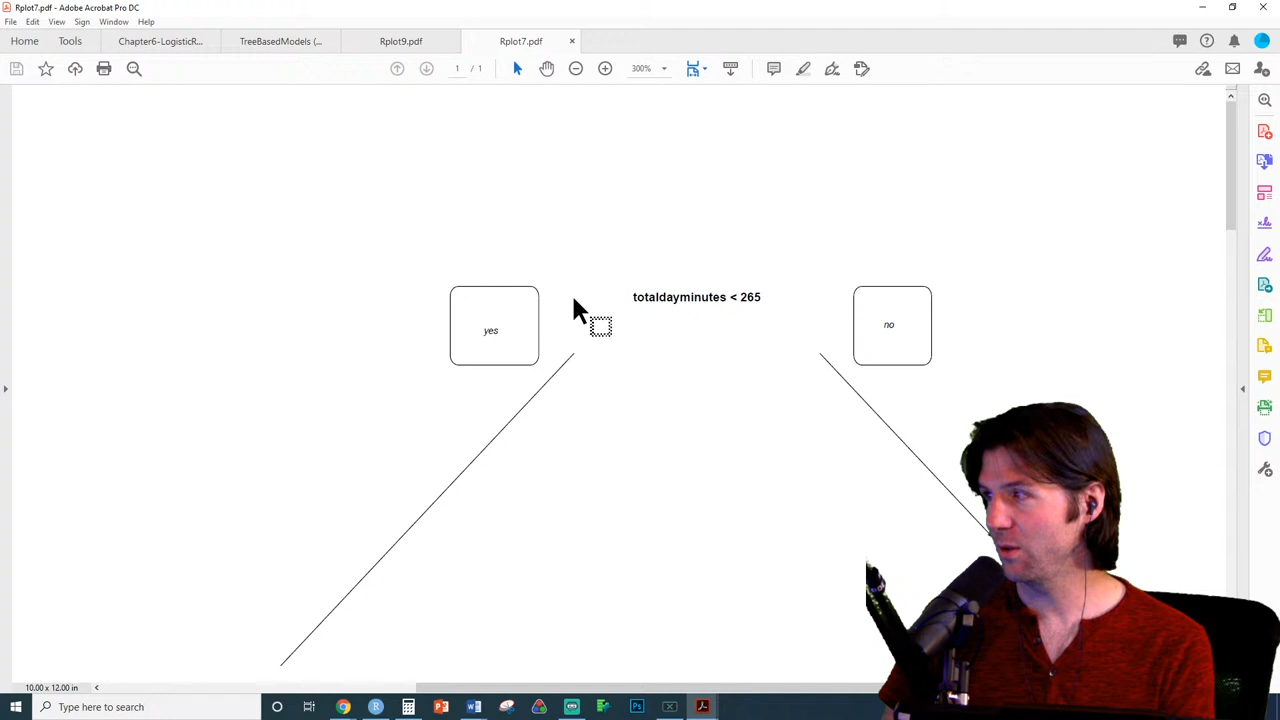 Rplot7.pdf - Adobe Acrobat Pro DC
File Edit View Sign Window Help
Home Tools Chapter6-LogisticR... TreeBasedModels (... Rplot9.pdf Rplot7.pdf
1 / 1 300%
totaldayminutes < 265
yes
no
10.00 x 12.00 in
Type here to search